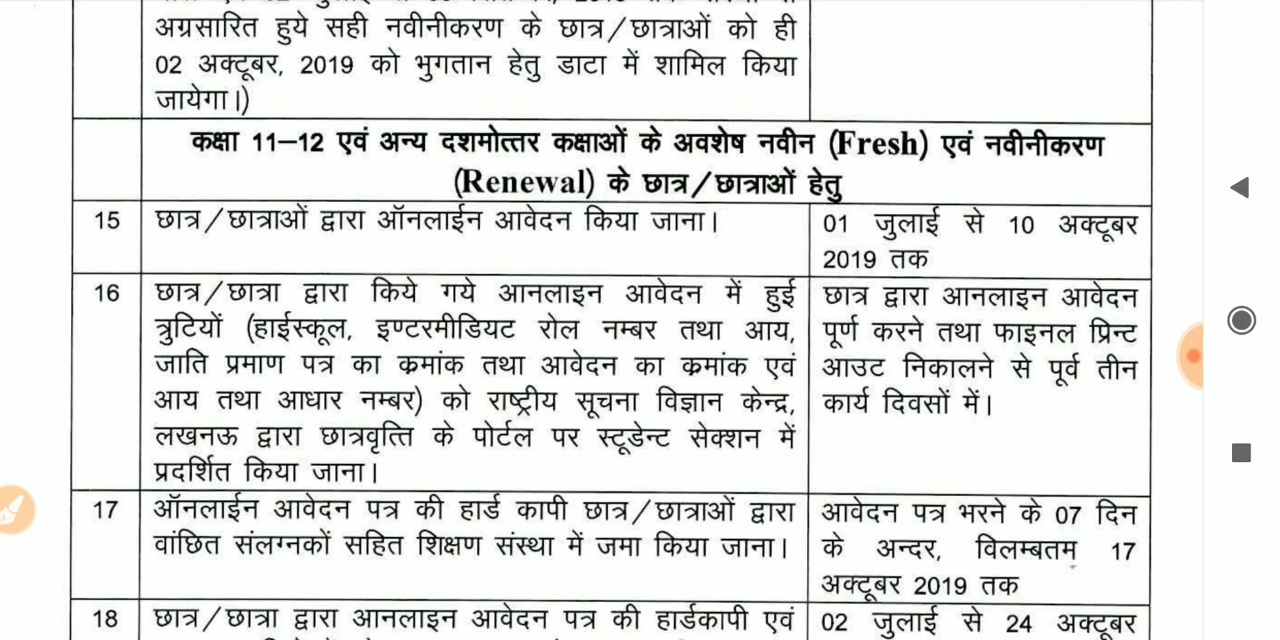 अग्रसारित हुये सही नवीनीकरण के छात्र/छात्राओं को ही
02 अक्टूबर, 2019 को भुगतान हेतु डाटा में शामिल किया
जायेगा।)
कक्षा 11–12 एवं अन्य दशमोत्तर कक्षाओं के अवशेष नवीन (Fresh) एवं नवीनीकरण
(Renewal) के छात्र/छात्राओं हेतु
15 छात्र/छात्राओं द्वारा ऑनलाईन आवेदन किया जाना।
01 जुलाई से 10 अक्टूबर
2019 तक
16 छात्र/छात्रा द्वारा किये गये आनलाइन आवेदन में हुई
त्रुटियों (हाईस्कूल, इण्टरमीडियट रोल नम्बर तथा आय,
जाति प्रमाण पत्र का क्रमांक तथा आवेदन का क्रमांक एवं
आय तथा आधार नम्बर) को राष्ट्रीय सूचना विज्ञान केन्द्र,
लखनऊ द्वारा छात्रवृत्ति के पोर्टल पर स्टूडेन्ट सेक्शन में
प्रदर्शित किया जाना।
छात्र द्वारा आनलाइन आवेदन
पूर्ण करने तथा फाइनल प्रिन्ट
आउट निकालने से पूर्व तीन
कार्य दिवसों में।
17 ऑनलाईन आवेदन पत्र की हार्ड कापी छात्र/छात्राओं द्वारा
वांछित संलग्नकों सहित शिक्षण संस्था में जमा किया जाना।
आवेदन पत्र भरने के 07 दिन
के अन्दर, विलम्बतम 17
अक्टूबर 2019 तक
18 छात्र/छात्रा द्वारा आनलाइन आवेदन पत्र की हार्डकापी एवं
02 जुलाई से 24 अक्टूबर